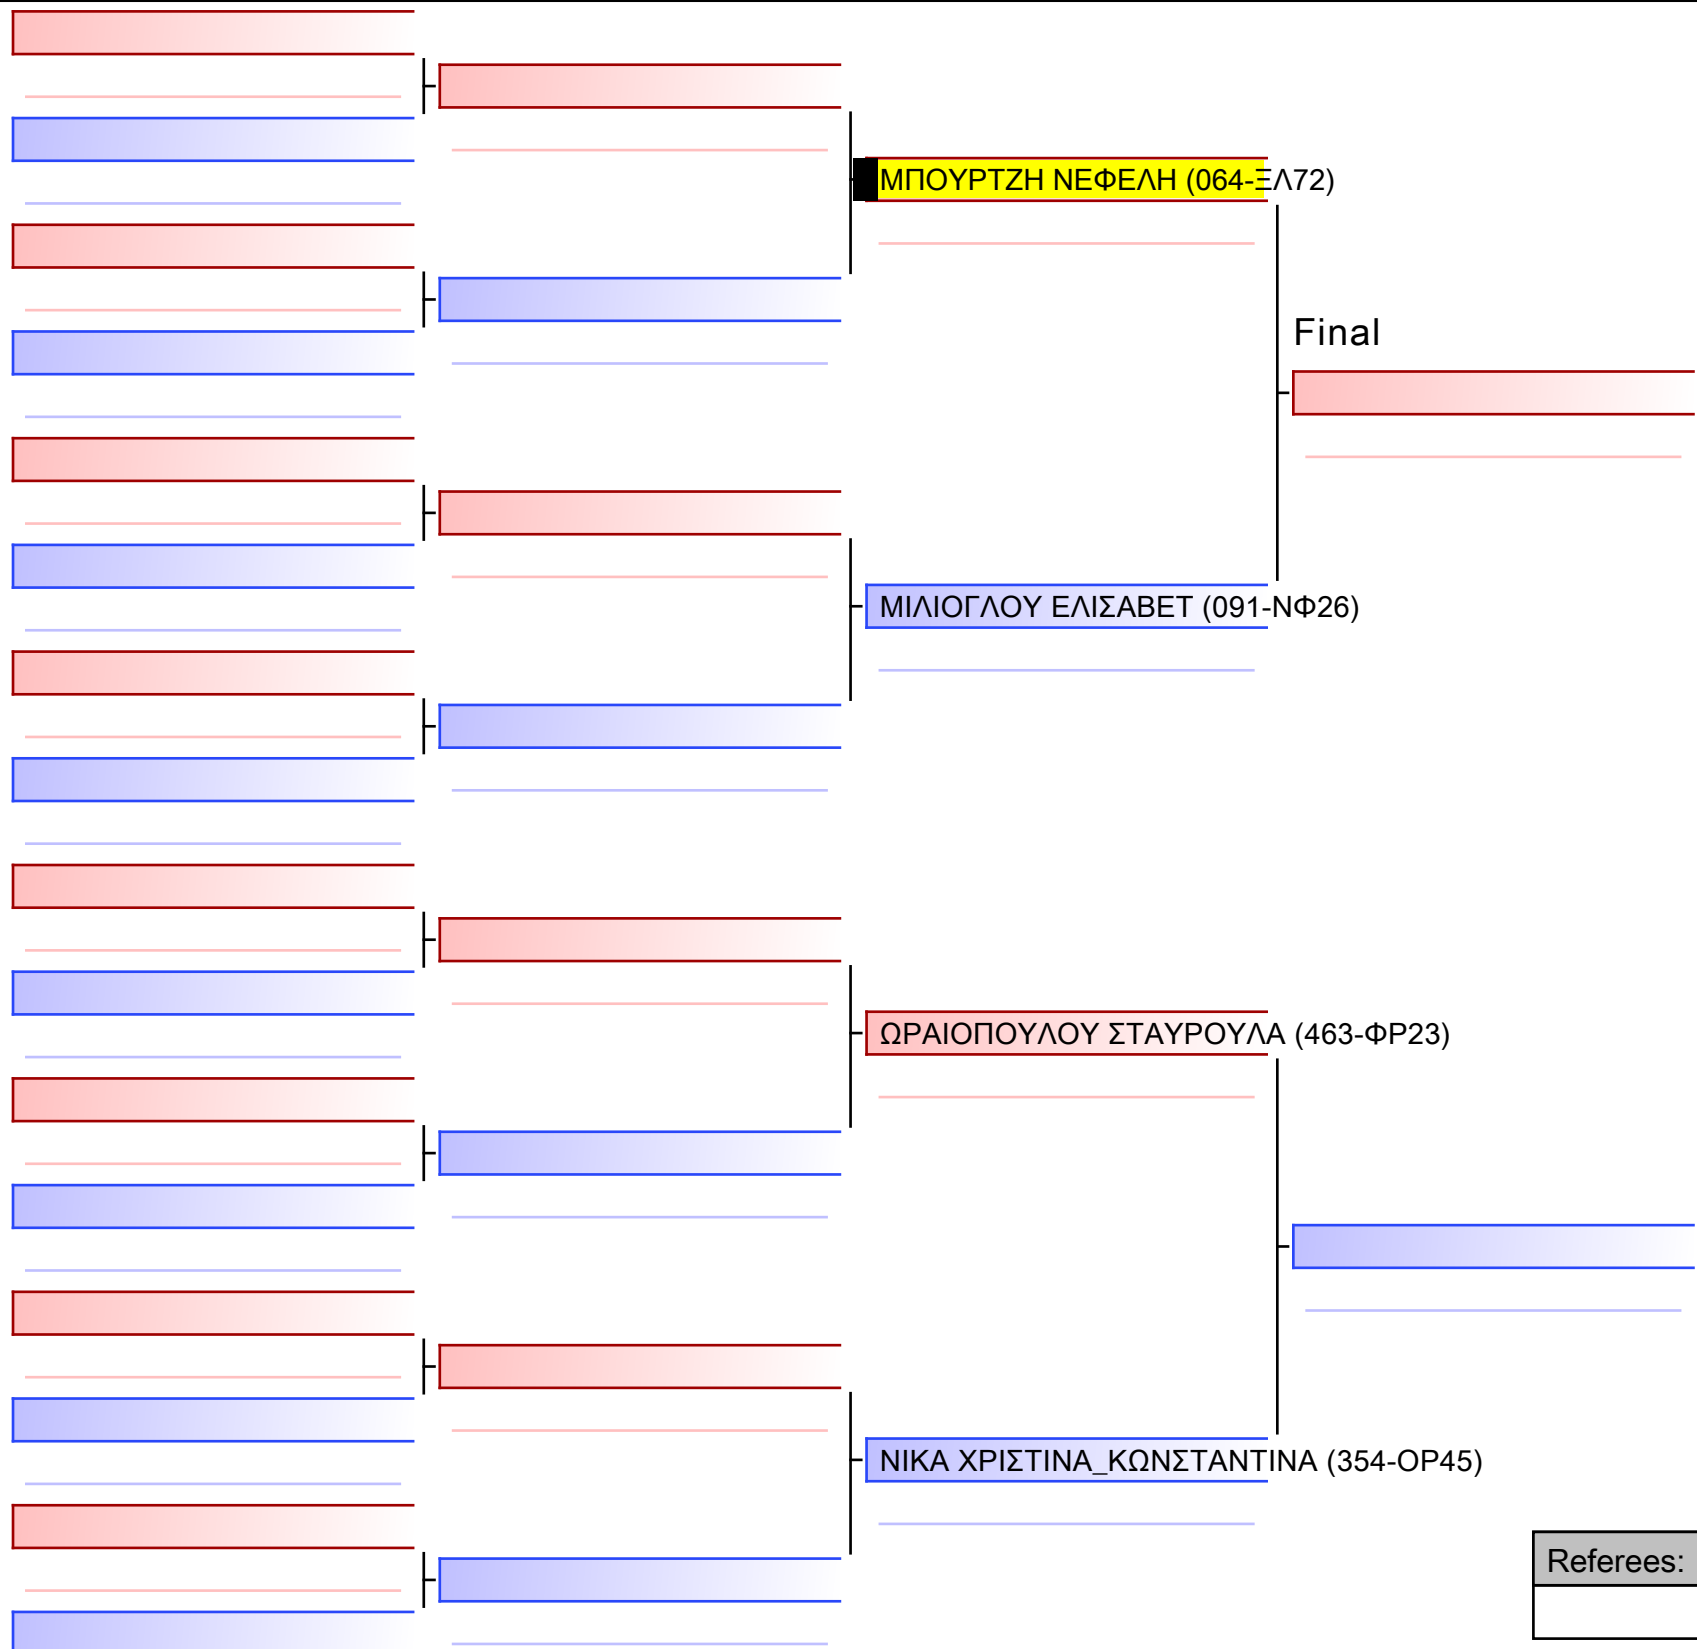 ΜΠΟΥΡΤΖΗ ΝΕΦΕΛΗ (064-ΞΛ72)
Final
ΜΙΛΙΟΓΛΟΥ ΕΛΙΣΑΒΕΤ (091-ΝΦ26)
ΩΡΑΙΟΠΟΥΛΟΥ ΣΤΑΥΡΟΥΛΑ (463-ΦΡ23)
ΝΙΚΑ ΧΡΙΣΤΙΝΑ_ΚΩΝΣΤΑΝΤΙΝΑ (354-ΟΡ45)
Referees: